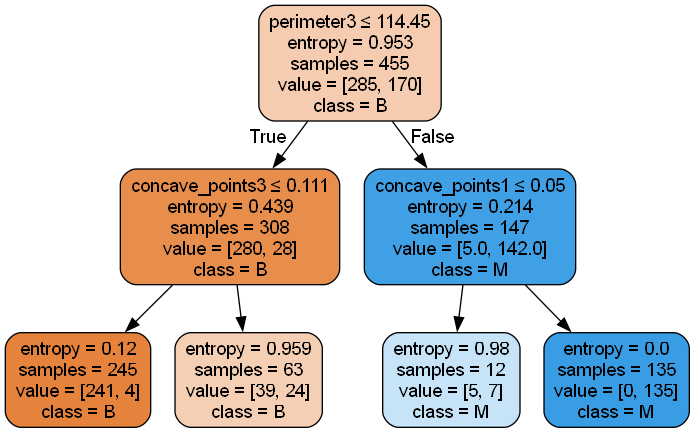 perimeter3 ≤ 114.45
entropy = 0.953
samples = 455
value = [285, 170]
class = B
True
False
concave_points3 ≤ 0.111
entropy = 0.439
samples = 308
value = [280, 28]
class = B
concave_points1 ≤ 0.05
entropy = 0.214
samples = 147
value = [5.0, 142.0]
class = M
entropy = 0.12
samples = 245
value = [241, 4]
class = B
entropy = 0.959
samples = 63
value = [39, 24]
class = B
entropy = 0.98
samples = 12
value = [5, 7]
class = M
entropy = 0.0
samples = 135
value = [0, 135]
class = M